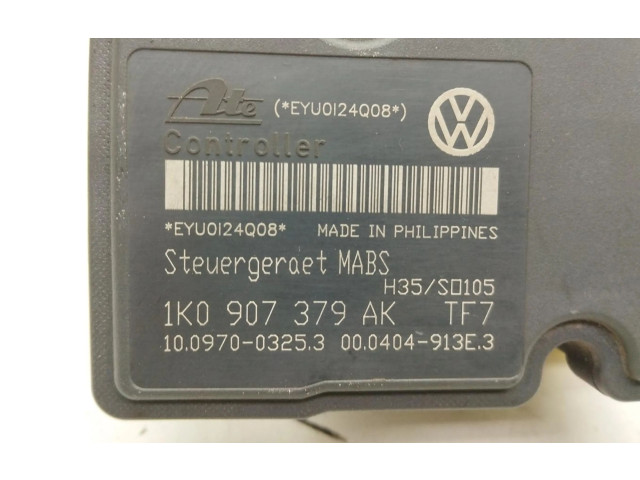 Ate (*EYU0124Q08*)
Controller
*EYU0124Q08* MADE IN PHILIPPINES
Steuergeraet MABS
H35/S0105
1K0 907 379 AK TF7
10.0970-0325.3 00.0404-913E.3